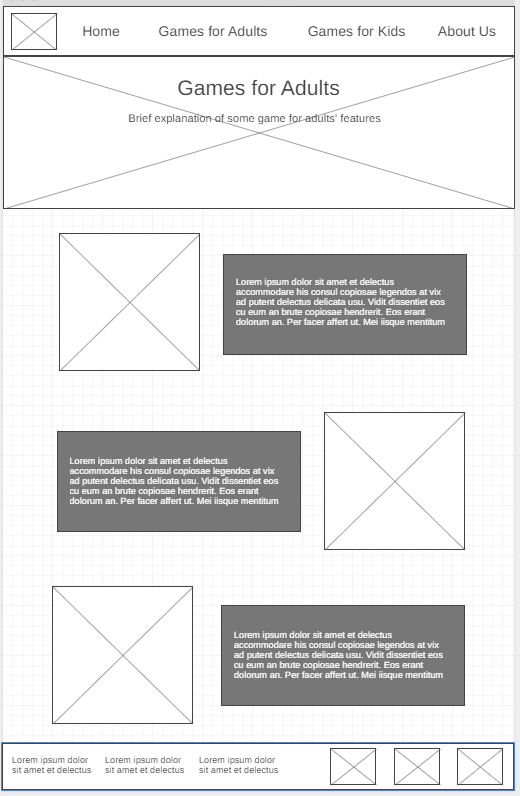 Home Games for Adults Games for Kids About Us
Games for Adults
Brief explanation of some game for adults' features
Lorem ipsum dolor sit amet et delectus
accommodare his consul copiosae legendos at vix
ad putent delectus delicata usu. Vidit dissentiet eos
cu eum an brute copiosae hendrerit. Eos erant
dolorum an. Per facer affert ut. Mei iisque mentitum
Lorem ipsum dolor sit amet et delectus
accommodare his consul copiosae legendos at vix
ad putent delectus delicata usu. Vidit dissentiet eos
cu eum an brute copiosae hendrerit. Eos erant
dolorum an. Per facer affert ut. Mei iisque mentitum
Lorem ipsum dolor sit amet et delectus
accommodare his consul copiosae legendos at vix
ad putent delectus delicata usu. Vidit dissentiet eos
cu eum an brute copiosae hendrerit. Eos erant
dolorum an. Per facer affert ut. Mei iisque mentitum
Lorem ipsum dolor
sit amet et delectus
Lorem ipsum dolor
sit amet et delectus
Lorem ipsum dolor
sit amet et delectus